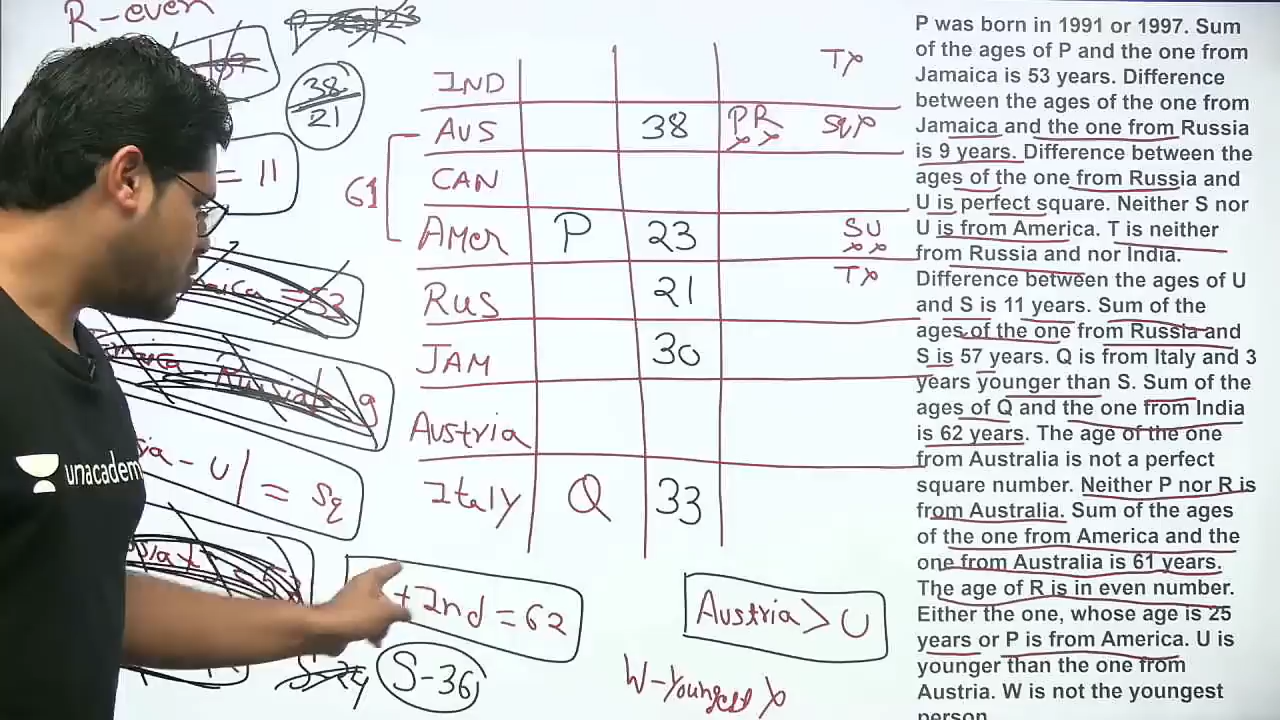 R-even
38
21
= 11
= 53
- Russia = 9
- U| = Sq
+ Ind = 62
S-36
61
IND Tx
AUS 38 PR Sqx
CAN
Amer P 23 SU
RUS 21 Tx
JAM 30
Austria
Italy Q 33
Austria > U
W-Youngest x
unacadem
P was born in 1991 or 1997. Sum
of the ages of P and the one from
Jamaica is 53 years. Difference
between the ages of the one from
Jamaica and the one from Russia
is 9 years. Difference between the
ages of the one from Russia and
U is perfect square. Neither S nor
U is from America. T is neither
from Russia and nor India.
Difference between the ages of U
and S is 11 years. Sum of the
ages of the one from Russia and
S is 57 years. Q is from Italy and 3
years younger than S. Sum of the
ages of Q and the one from India
is 62 years. The age of the one
from Australia is not a perfect
square number. Neither P nor R is
from Australia. Sum of the ages
of the one from America and the
one from Australia is 61 years.
The age of R is in even number.
Either the one, whose age is 25
years or P is from America. U is
younger than the one from
Austria. W is not the youngest
person